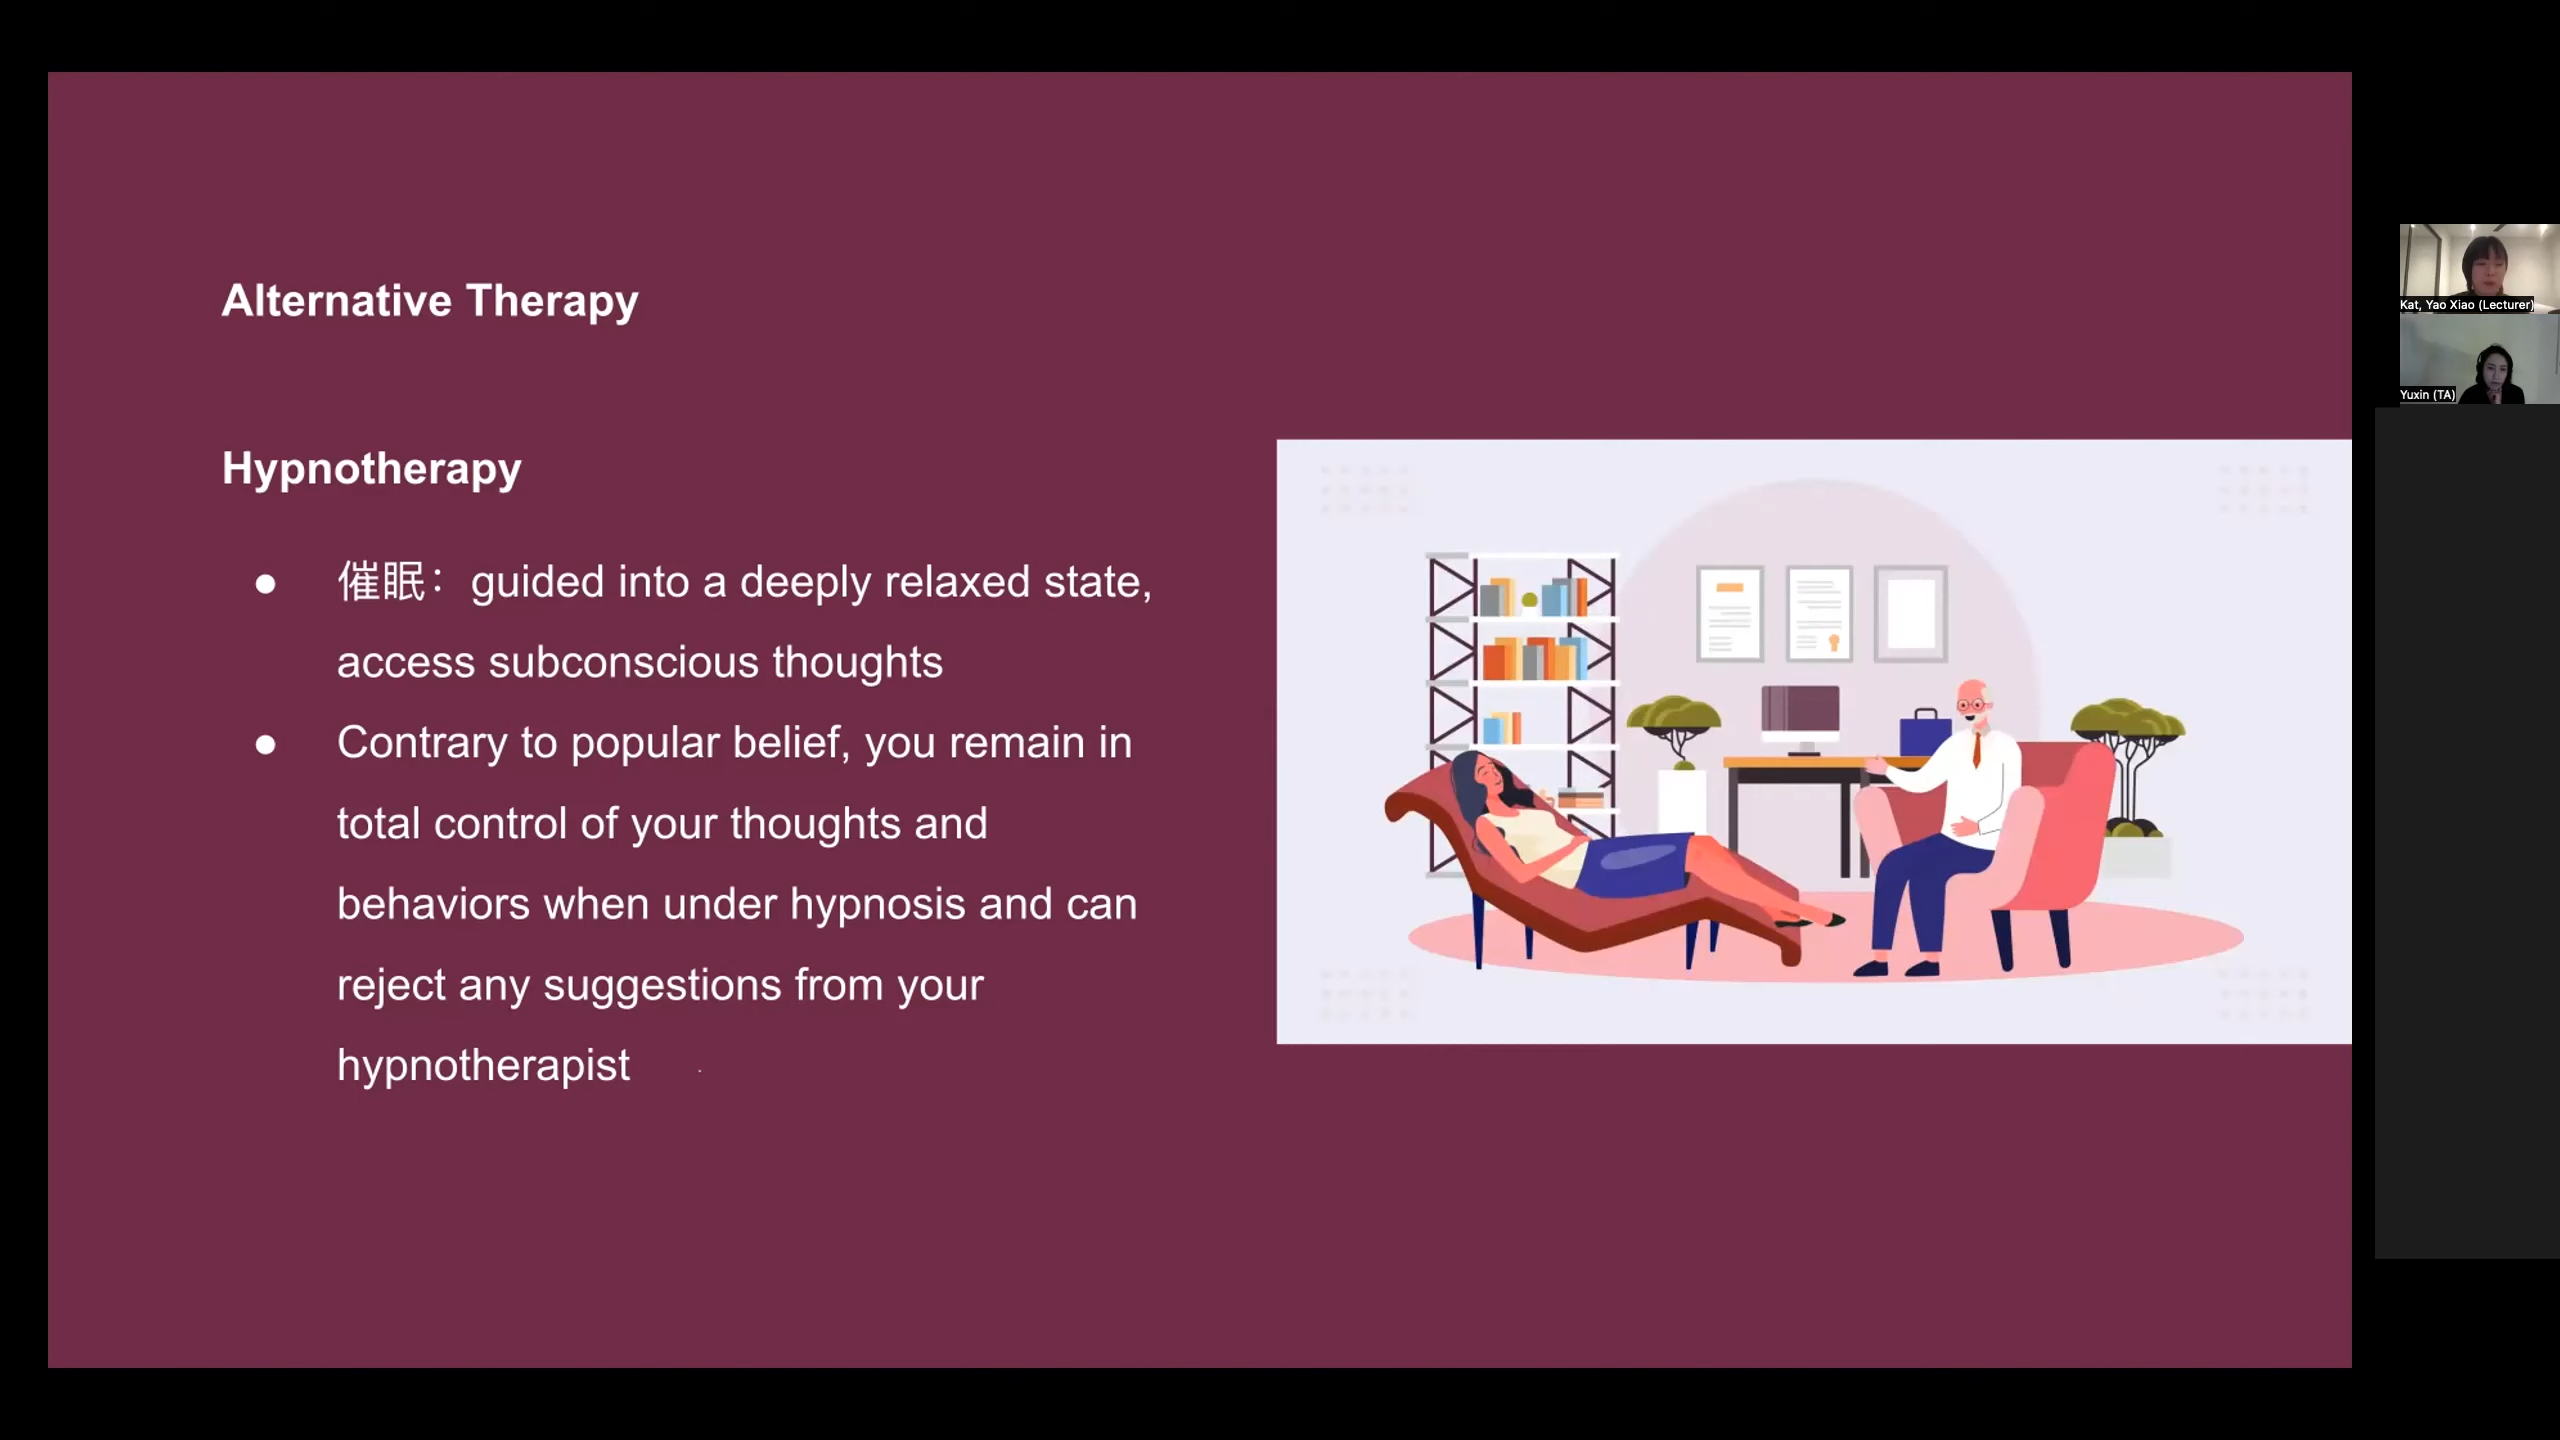 Alternative Therapy
Hypnotherapy
● 催眠：guided into a deeply relaxed state,
access subconscious thoughts
● Contrary to popular belief, you remain in
total control of your thoughts and
behaviors when under hypnosis and can
reject any suggestions from your
hypnotherapist
Kat, Yao Xiao (Lecturer)
Yuxin (TA)